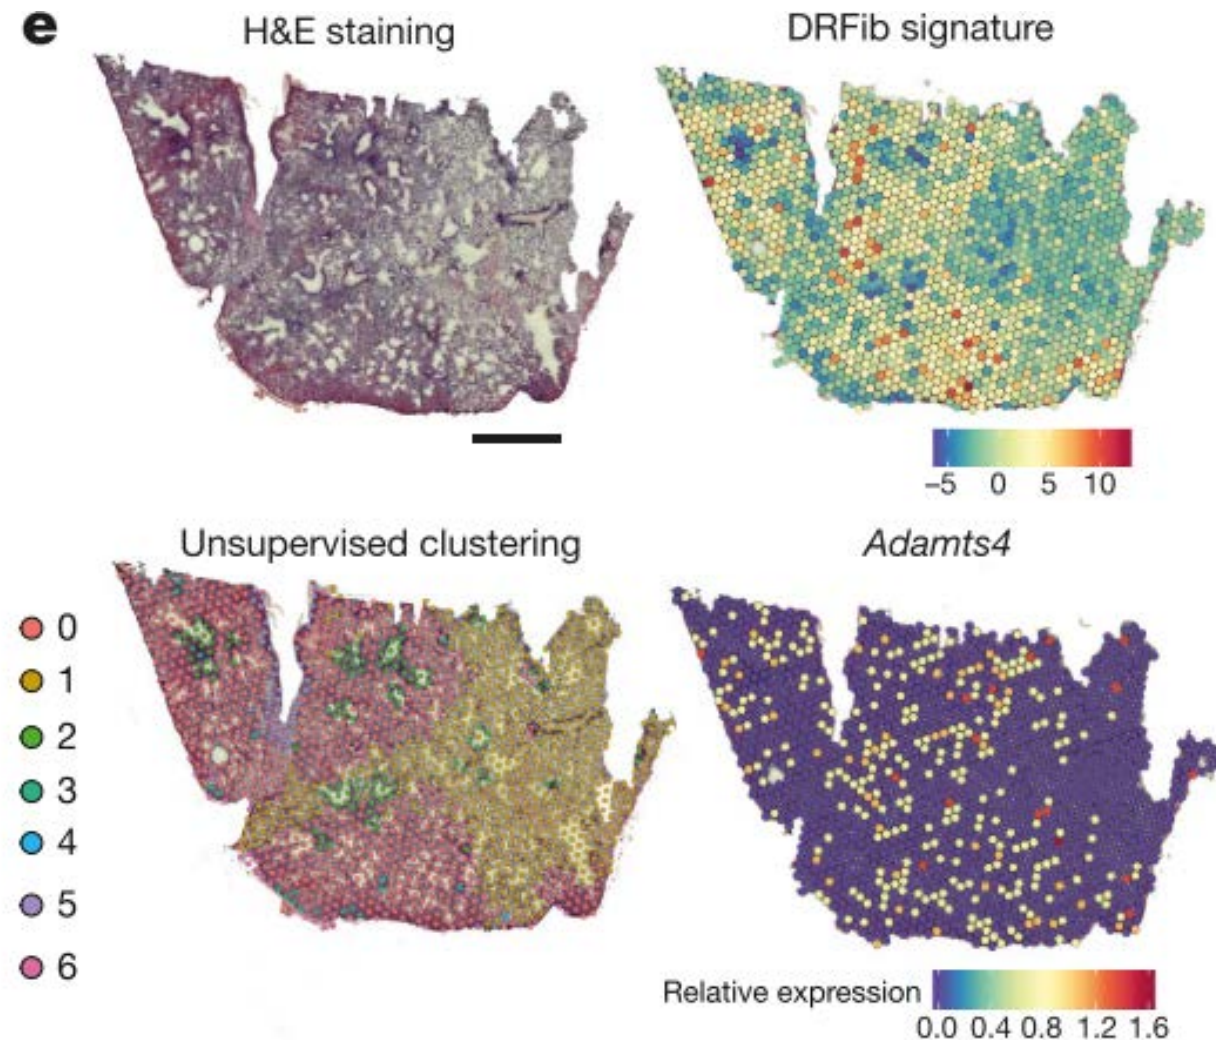 e
H&E staining
DRFib signature
–5 0 5 10
Unsupervised clustering
Adamts4
0
1
2
3
4
5
6
Relative expression
0.0 0.4 0.8 1.2 1.6